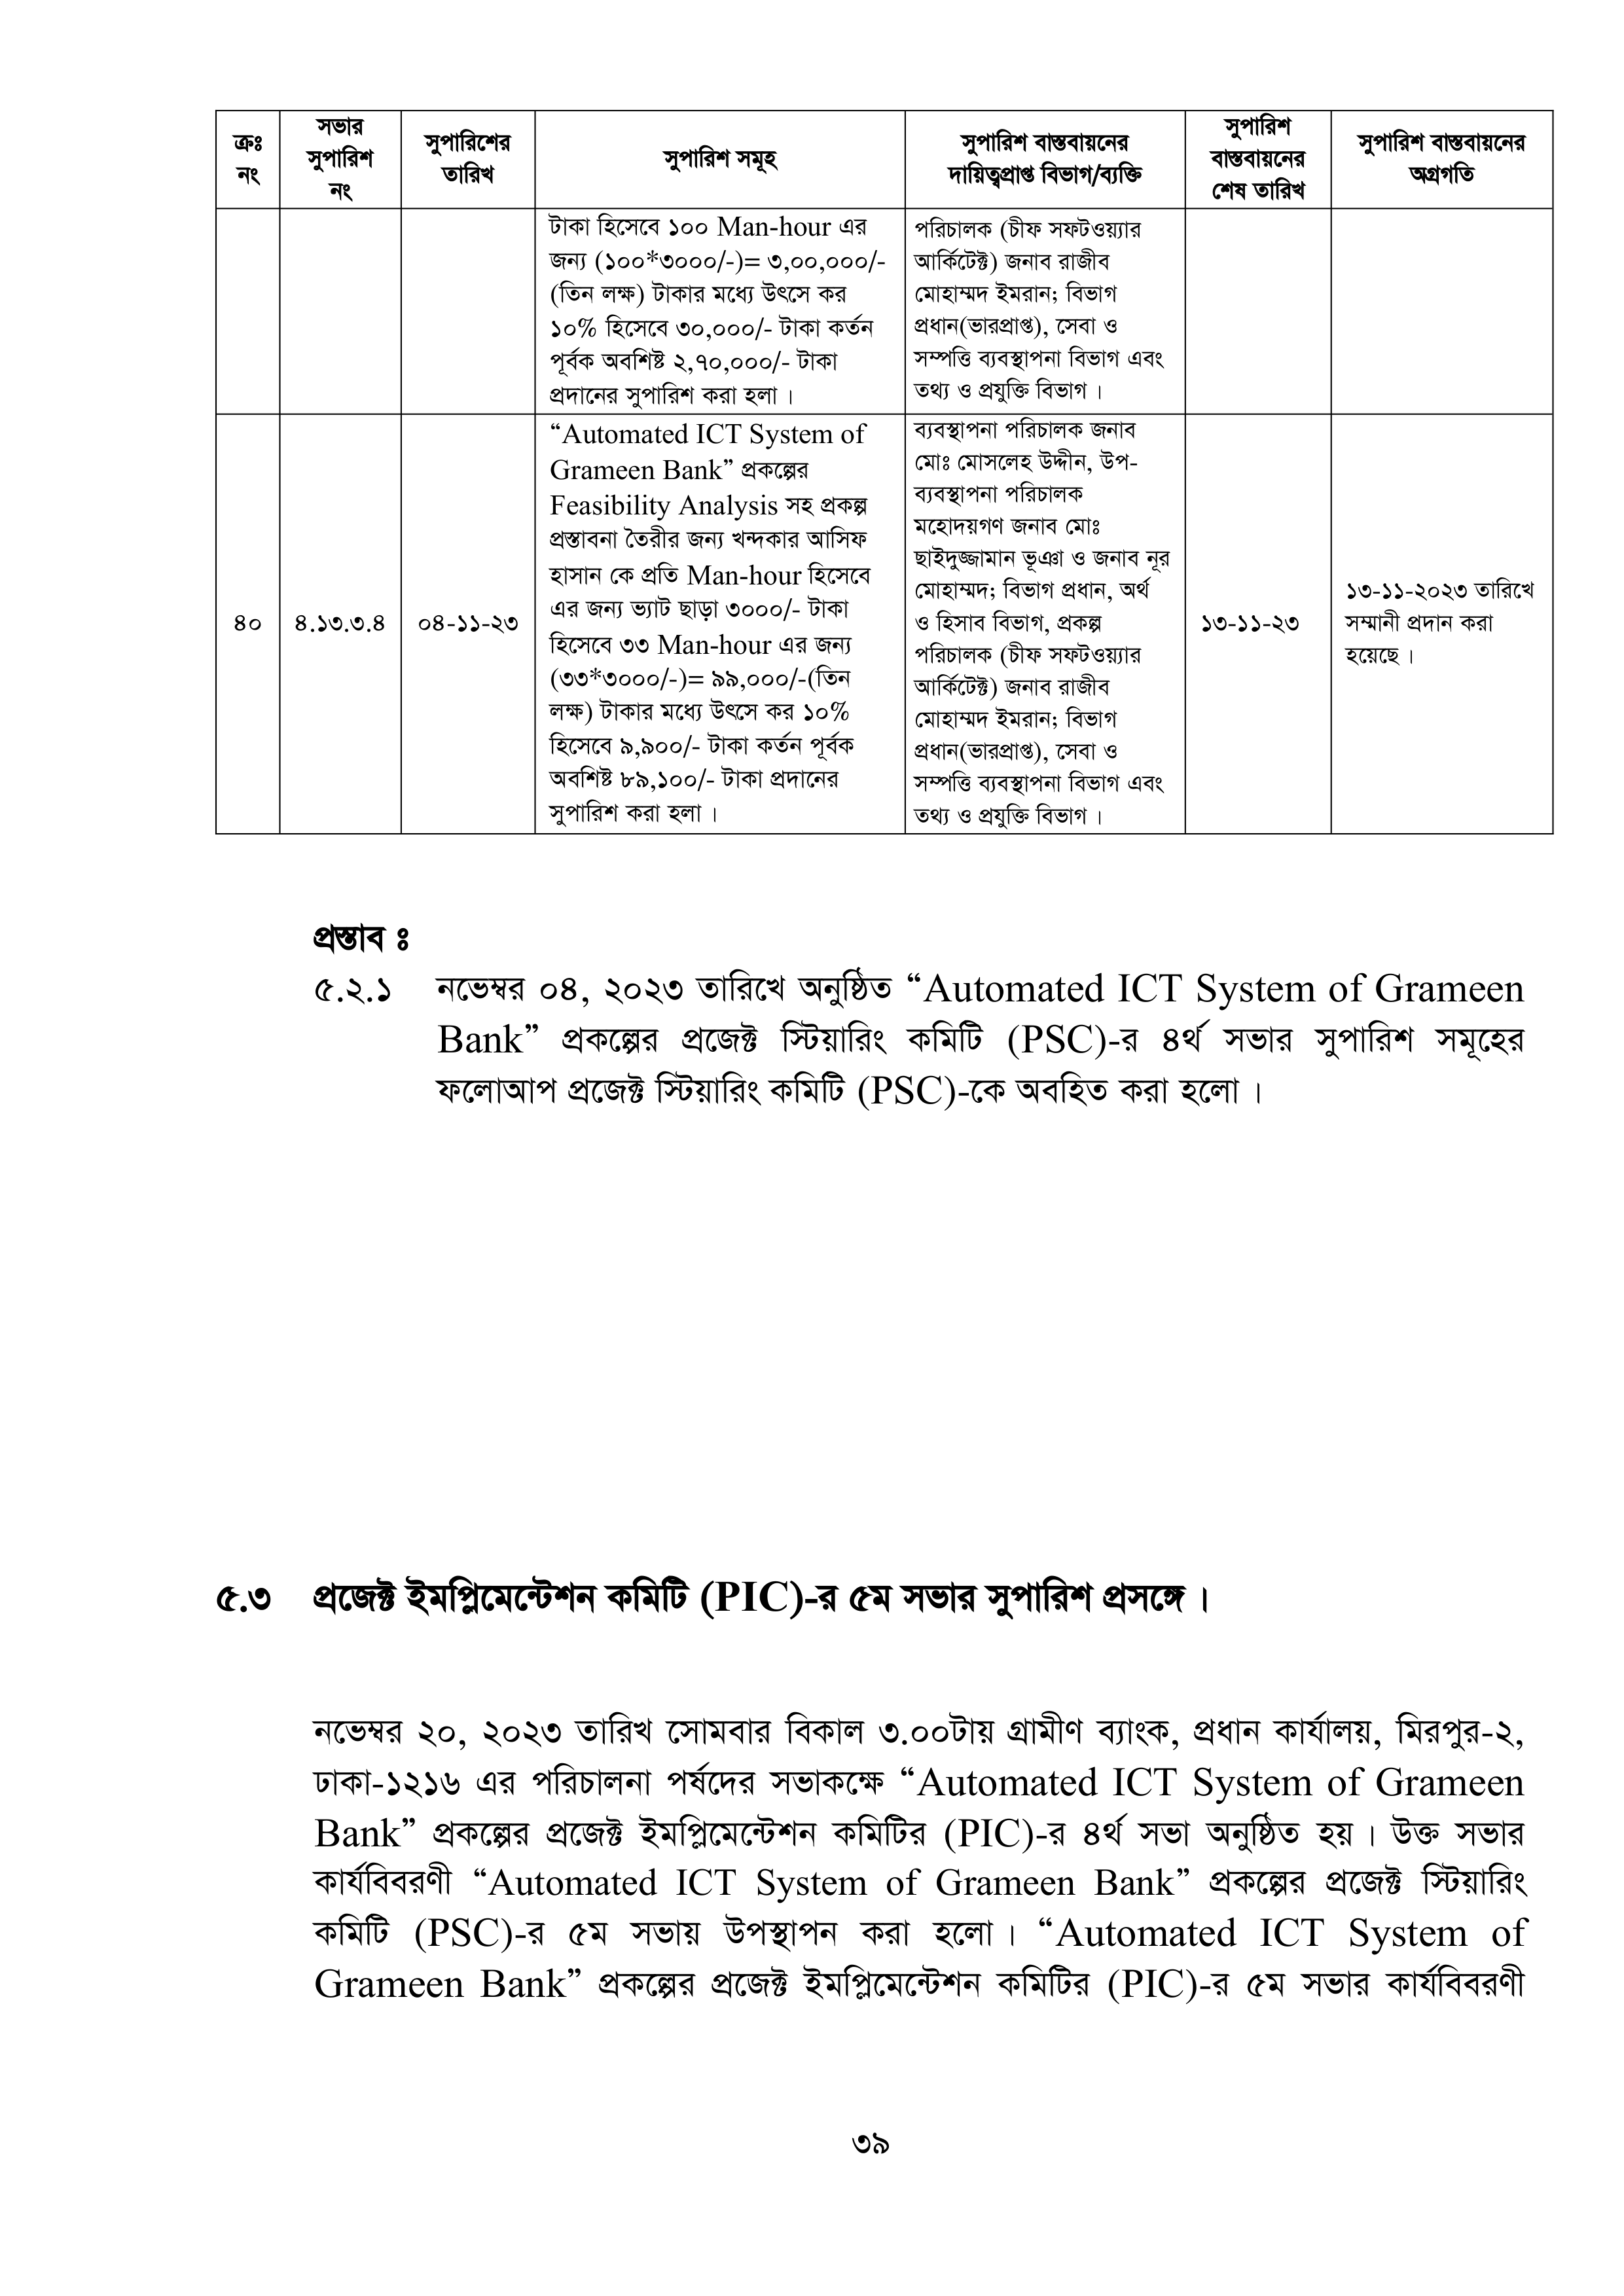 ক্রঃ
নং
সভার
সুপারিশ
নং
সুপারিশের
তারিখ
সুপারিশ সমূহ
সুপারিশ বাস্তবায়নের
দায়িত্বপ্রাপ্ত বিভাগ/ব্যক্তি
সুপারিশ
বাস্তবায়নের
শেষ তারিখ
সুপারিশ বাস্তবায়নের
অগ্রগতি
টাকা হিসেবে ১০০ Man-hour এর
জন্য (১০০*৩০০০/-)= ৩,০০,০০০/-
(তিন লক্ষ) টাকার মধ্যে উৎসে কর
১০% হিসেবে ৩০,০০০/- টাকা কর্তন
পূর্বক অবশিষ্ট ২,৭০,০০০/- টাকা
প্রদানের সুপারিশ করা হলা ।
পরিচালক (চীফ সফটওয়্যার
আর্কিটেক্ট) জনাব রাজীব
মোহাম্মদ ইমরান; বিভাগ
প্রধান(ভারপ্রাপ্ত), সেবা ও
সম্পত্তি ব্যবস্থাপনা বিভাগ এবং
তথ্য ও প্রযুক্তি বিভাগ ।
৪০
৪.১৩.৩.৪
০৪-১১-২৩
“Automated ICT System of
Grameen Bank” প্রকল্পের
Feasibility Analysis সহ প্রকল্প
প্রস্তাবনা তৈরীর জন্য খন্দকার আসিফ
হাসান কে প্রতি Man-hour হিসেবে
এর জন্য ভ্যাট ছাড়া ৩০০০/- টাকা
হিসেবে ৩৩ Man-hour এর জন্য
(৩৩*৩০০০/-)= ৯৯,০০০/-(তিন
লক্ষ) টাকার মধ্যে উৎসে কর ১০%
হিসেবে ৯,৯০০/- টাকা কর্তন পূর্বক
অবশিষ্ট ৮৯,১০০/- টাকা প্রদানের
সুপারিশ করা হলা ।
ব্যবস্থাপনা পরিচালক জনাব
মোঃ মোসলেহ উদ্দীন, উপ-
ব্যবস্থাপনা পরিচালক
মহোদয়গণ জনাব মোঃ
ছাইদুজ্জামান ভূঞা ও জনাব নূর
মোহাম্মদ; বিভাগ প্রধান, অর্থ
ও হিসাব বিভাগ, প্রকল্প
পরিচালক (চীফ সফটওয়্যার
আর্কিটেক্ট) জনাব রাজীব
মোহাম্মদ ইমরান; বিভাগ
প্রধান(ভারপ্রাপ্ত), সেবা ও
সম্পত্তি ব্যবস্থাপনা বিভাগ এবং
তথ্য ও প্রযুক্তি বিভাগ ।
১৩-১১-২৩
১৩-১১-২০২৩ তারিখে
সম্মানী প্রদান করা
হয়েছে ।
প্রস্তাব ঃ
৫.২.১ নভেম্বর ০৪, ২০২৩ তারিখে অনুষ্ঠিত “Automated ICT System of Grameen
Bank” প্রকল্পের প্রজেক্ট স্টিয়ারিং কমিটি (PSC)-র ৪র্থ সভার সুপারিশ সমূহের
ফলোআপ প্রজেক্ট স্টিয়ারিং কমিটি (PSC)-কে অবহিত করা হলো ।
৫.৩ প্রজেক্ট ইমপ্লিমেন্টেশন কমিটি (PIC)-র ৫ম সভার সুপারিশ প্রসঙ্গে ।
নভেম্বর ২০, ২০২৩ তারিখ সোমবার বিকাল ৩.০০টায় গ্রামীণ ব্যাংক, প্রধান কার্যালয়, মিরপুর-২,
ঢাকা-১২১৬ এর পরিচালনা পর্ষদের সভাকক্ষে “Automated ICT System of Grameen
Bank” প্রকল্পের প্রজেক্ট ইমপ্লিমেন্টেশন কমিটির (PIC)-র ৪র্থ সভা অনুষ্ঠিত হয় । উক্ত সভার
কার্যবিবরণী “Automated ICT System of Grameen Bank” প্রকল্পের প্রজেক্ট স্টিয়ারিং
কমিটি (PSC)-র ৫ম সভায় উপস্থাপন করা হলো । “Automated ICT System of
Grameen Bank” প্রকল্পের প্রজেক্ট ইমপ্লিমেন্টেশন কমিটির (PIC)-র ৫ম সভার কার্যবিবরণী
৩৯